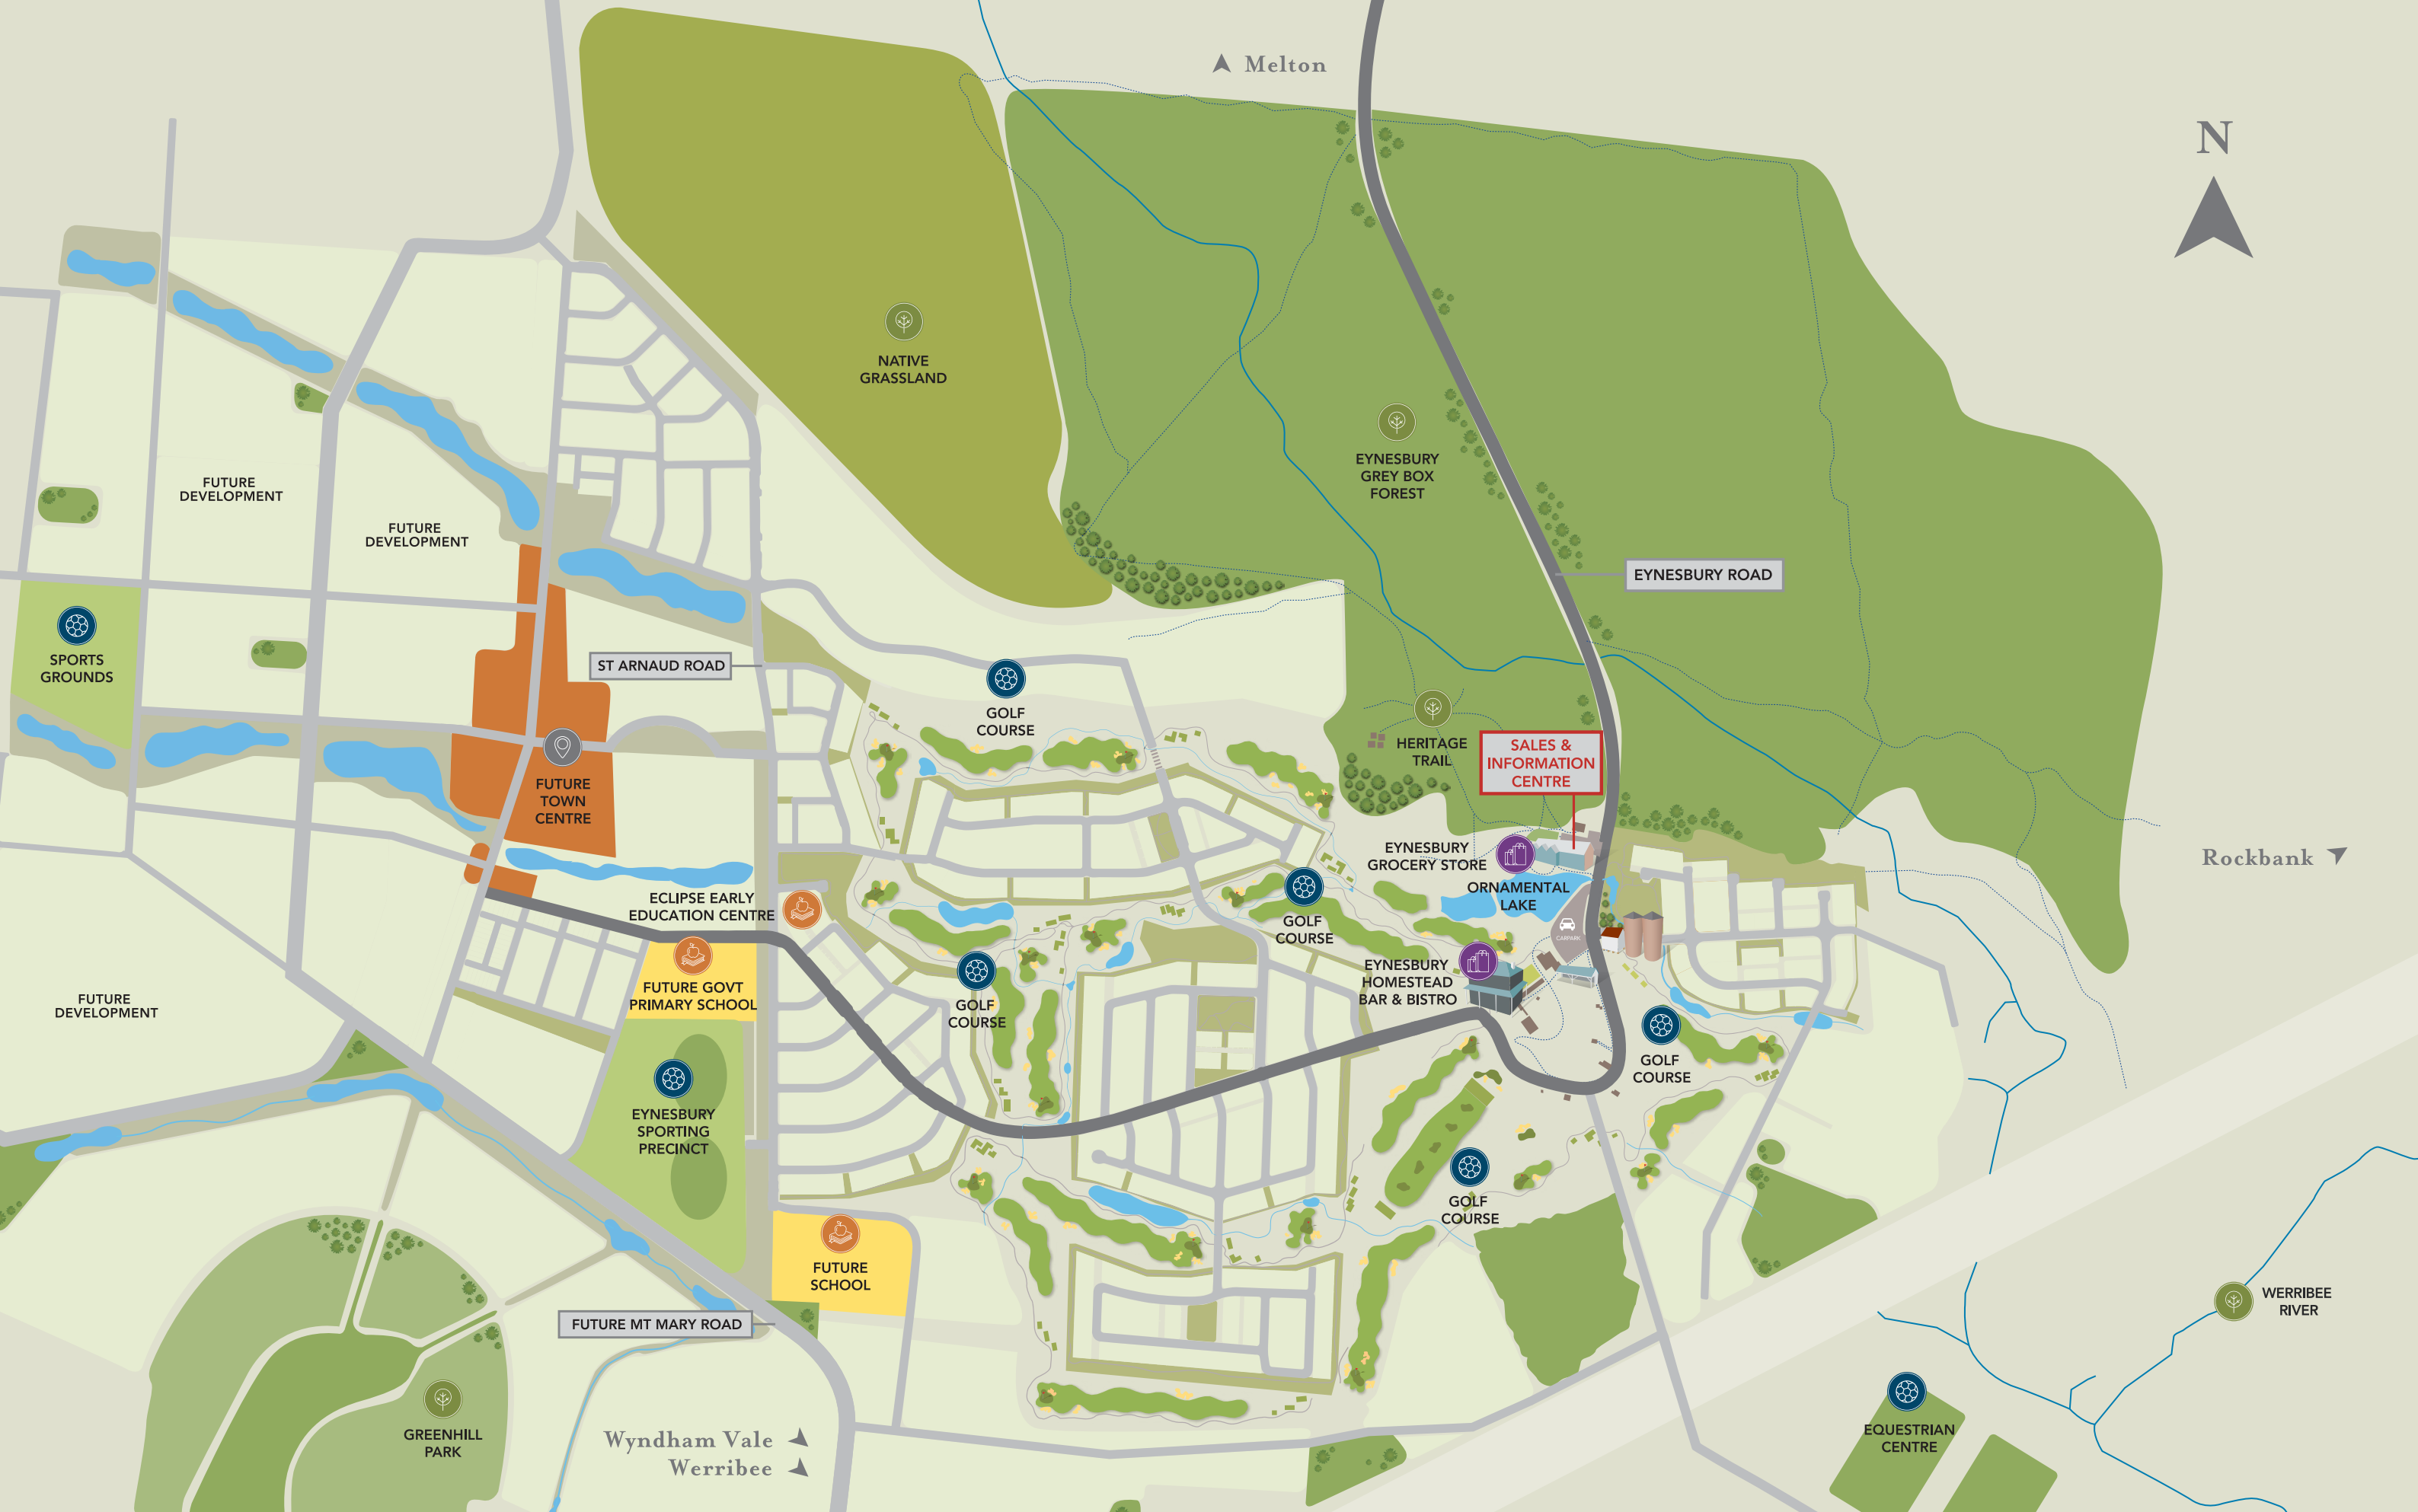 Melton
N
NATIVE
GRASSLAND
EYNESBURY
GREY BOX
FOREST
FUTURE
DEVELOPMENT
FUTURE
DEVELOPMENT
EYNESBURY ROAD
SPORTS
GROUNDS
ST ARNAUD ROAD
GOLF
COURSE
HERITAGE
TRAIL
SALES &
INFORMATION
CENTRE
FUTURE
TOWN
CENTRE
EYNESBURY
GROCERY STORE
Rockbank
ORNAMENTAL
LAKE
ECLIPSE EARLY
EDUCATION CENTRE
GOLF
COURSE
CARPARK
EYNESBURY
HOMESTEAD
BAR & BISTRO
FUTURE GOVT
PRIMARY SCHOOL
FUTURE
DEVELOPMENT
GOLF
COURSE
GOLF
COURSE
EYNESBURY
SPORTING
PRECINCT
GOLF
COURSE
FUTURE
SCHOOL
WERRIBEE
RIVER
FUTURE MT MARY ROAD
GREENHILL
PARK
Wyndham Vale
Werribee
EQUESTRIAN
CENTRE